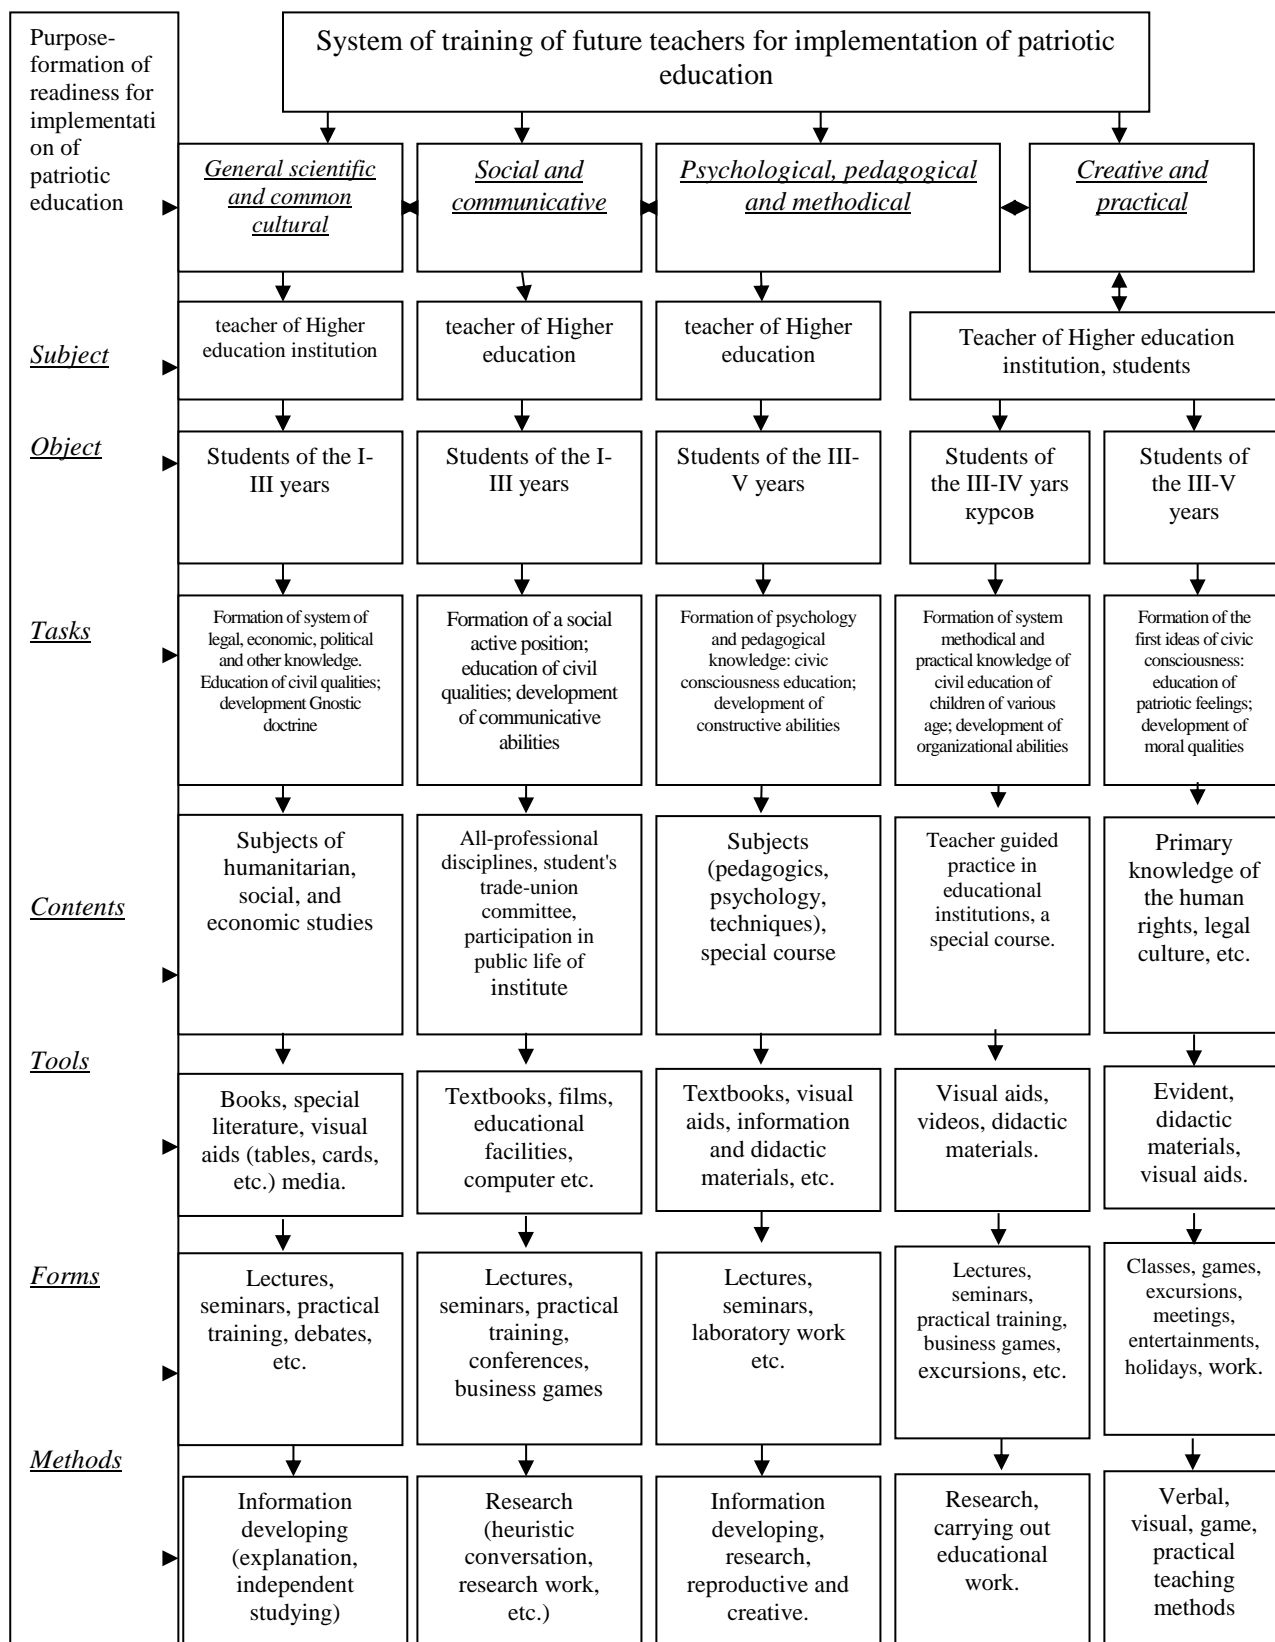 Purpose-
formation of
readiness for
implementati
on of
patriotic
education
System of training of future teachers for implementation of patriotic
education
General scientific
and common
cultural
Social and
communicative
Psychological, pedagogical
and methodical
Creative and
practical
Subject
teacher of Higher
education institution
teacher of Higher
education
teacher of Higher
education
Teacher of Higher education
institution, students
Object
Students of the I-
III years
Students of the I-
III years
Students of the III-
V years
Students of
the III-IV yars
курсов
Students of
the III-V
years
Tasks
Formation of system of
legal, economic, political
and other knowledge.
Education of civil qualities;
development Gnostic
doctrine
Formation of a social
active position;
education of civil
qualities; development
of communicative
abilities
Formation of psychology
and pedagogical
knowledge: civic
consciousness education;
development of
constructive abilities
Formation of system
methodical and
practical knowledge of
civil education of
children of various
age; development of
organizational abilities
Formation of the
first ideas of civic
consciousness:
education of
patriotic feelings;
development of
moral qualities
Contents
Subjects of
humanitarian,
social, and
economic studies
All-professional
disciplines, student's
trade-union
committee,
participation in
public life of
institute
Subjects
(pedagogics,
psychology,
techniques),
special course
Teacher guided
practice in
educational
institutions, a
special course.
Primary
knowledge of
the human
rights, legal
culture, etc.
Tools
Books, special
literature, visual
aids (tables, cards,
etc.) media.
Textbooks, films,
educational
facilities,
computer etc.
Textbooks, visual
aids, information
and didactic
materials, etc.
Visual aids,
videos, didactic
materials.
Evident,
didactic
materials,
visual aids.
Forms
Lectures,
seminars, practical
training, debates,
etc.
Lectures,
seminars, practical
training,
conferences,
business games
Lectures,
seminars,
laboratory work
etc.
Lectures,
seminars,
practical training,
business games,
excursions, etc.
Classes, games,
excursions,
meetings,
entertainments,
holidays, work.
Methods
Information
developing
(explanation,
independent
studying)
Research
(heuristic
conversation,
research work,
etc.)
Information
developing,
research,
reproductive and
creative.
Research,
carrying out
educational
work.
Verbal,
visual, game,
practical
teaching
methods